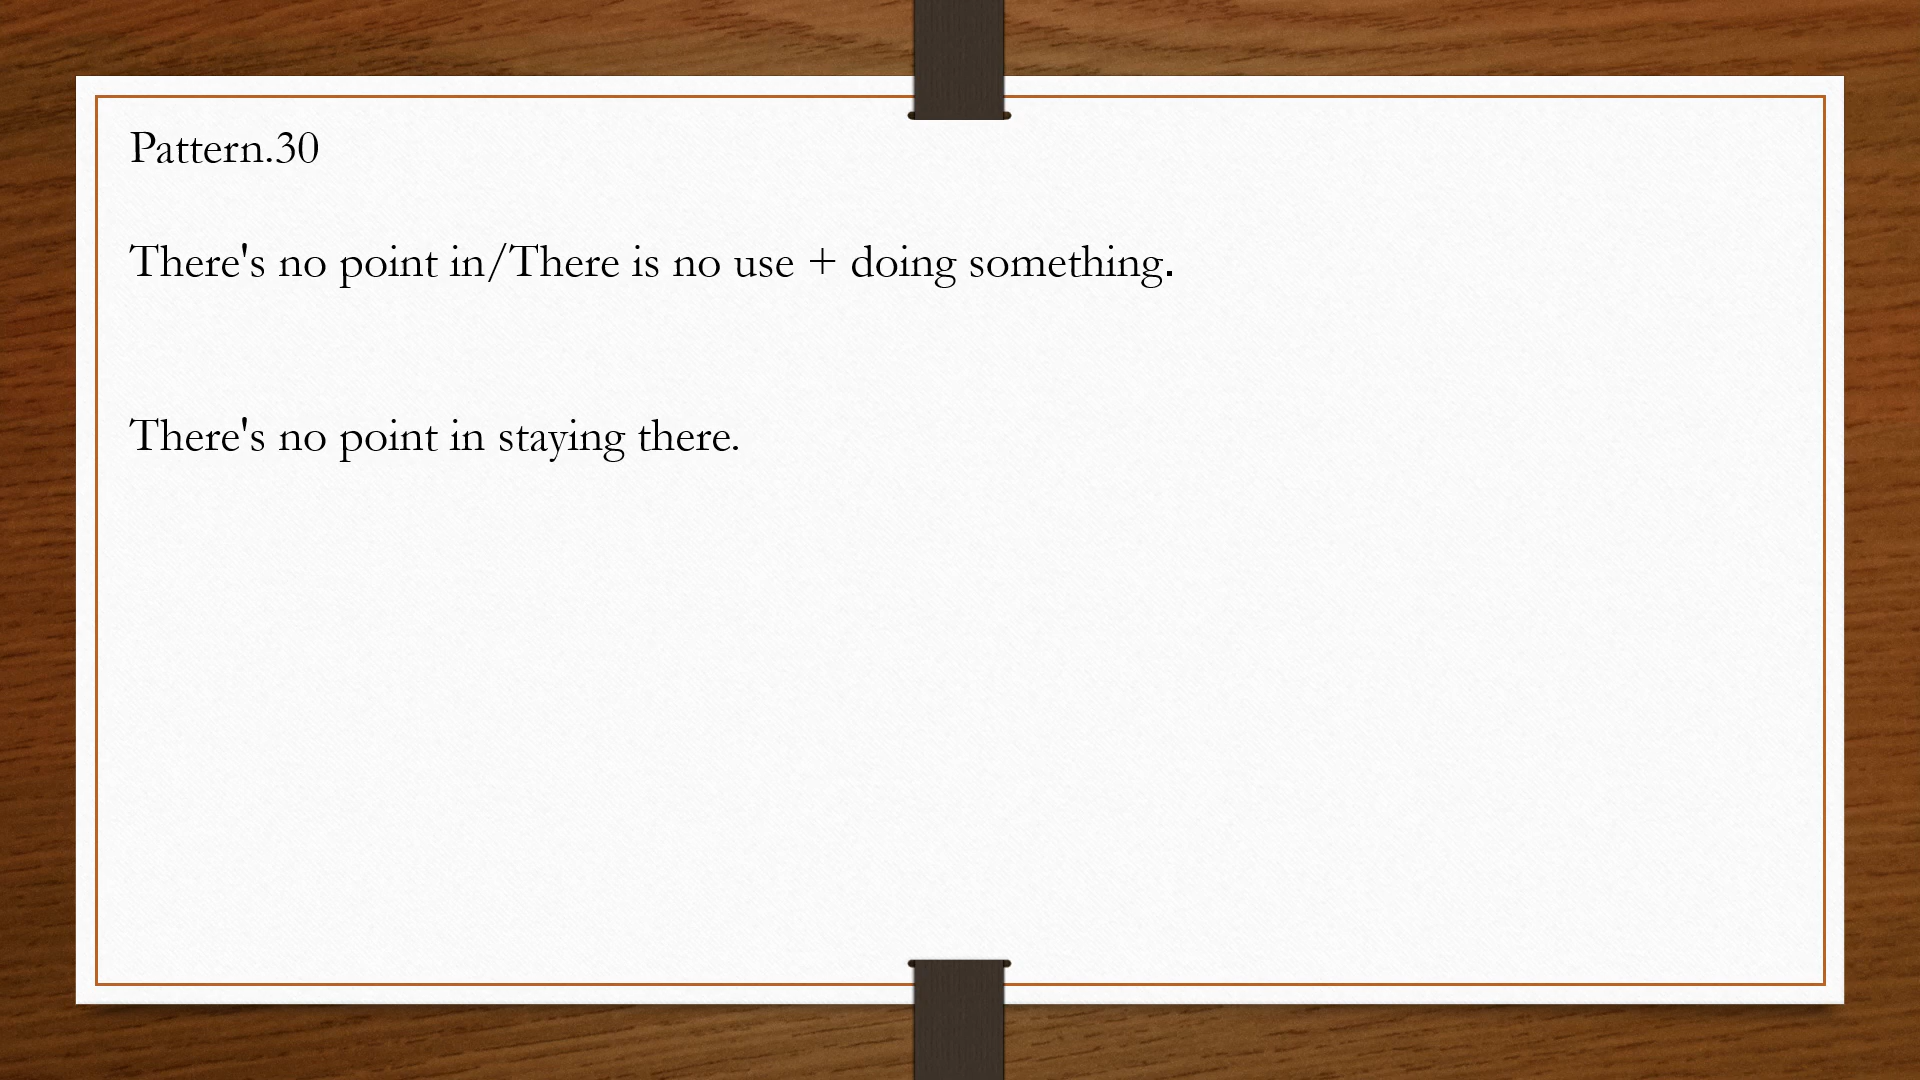 Pattern.30
There's no point in/There is no use + doing something.
There's no point in staying there.